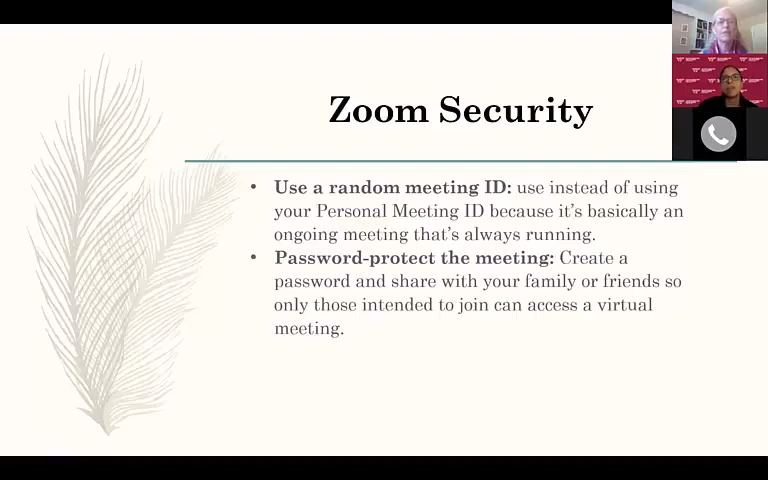 Zoom Security
• Use a random meeting ID: use instead of using
your Personal Meeting ID because it’s basically an
ongoing meeting that’s always running.
• Password-protect the meeting: Create a
password and share with your family or friends so
only those intended to join can access a virtual
meeting.